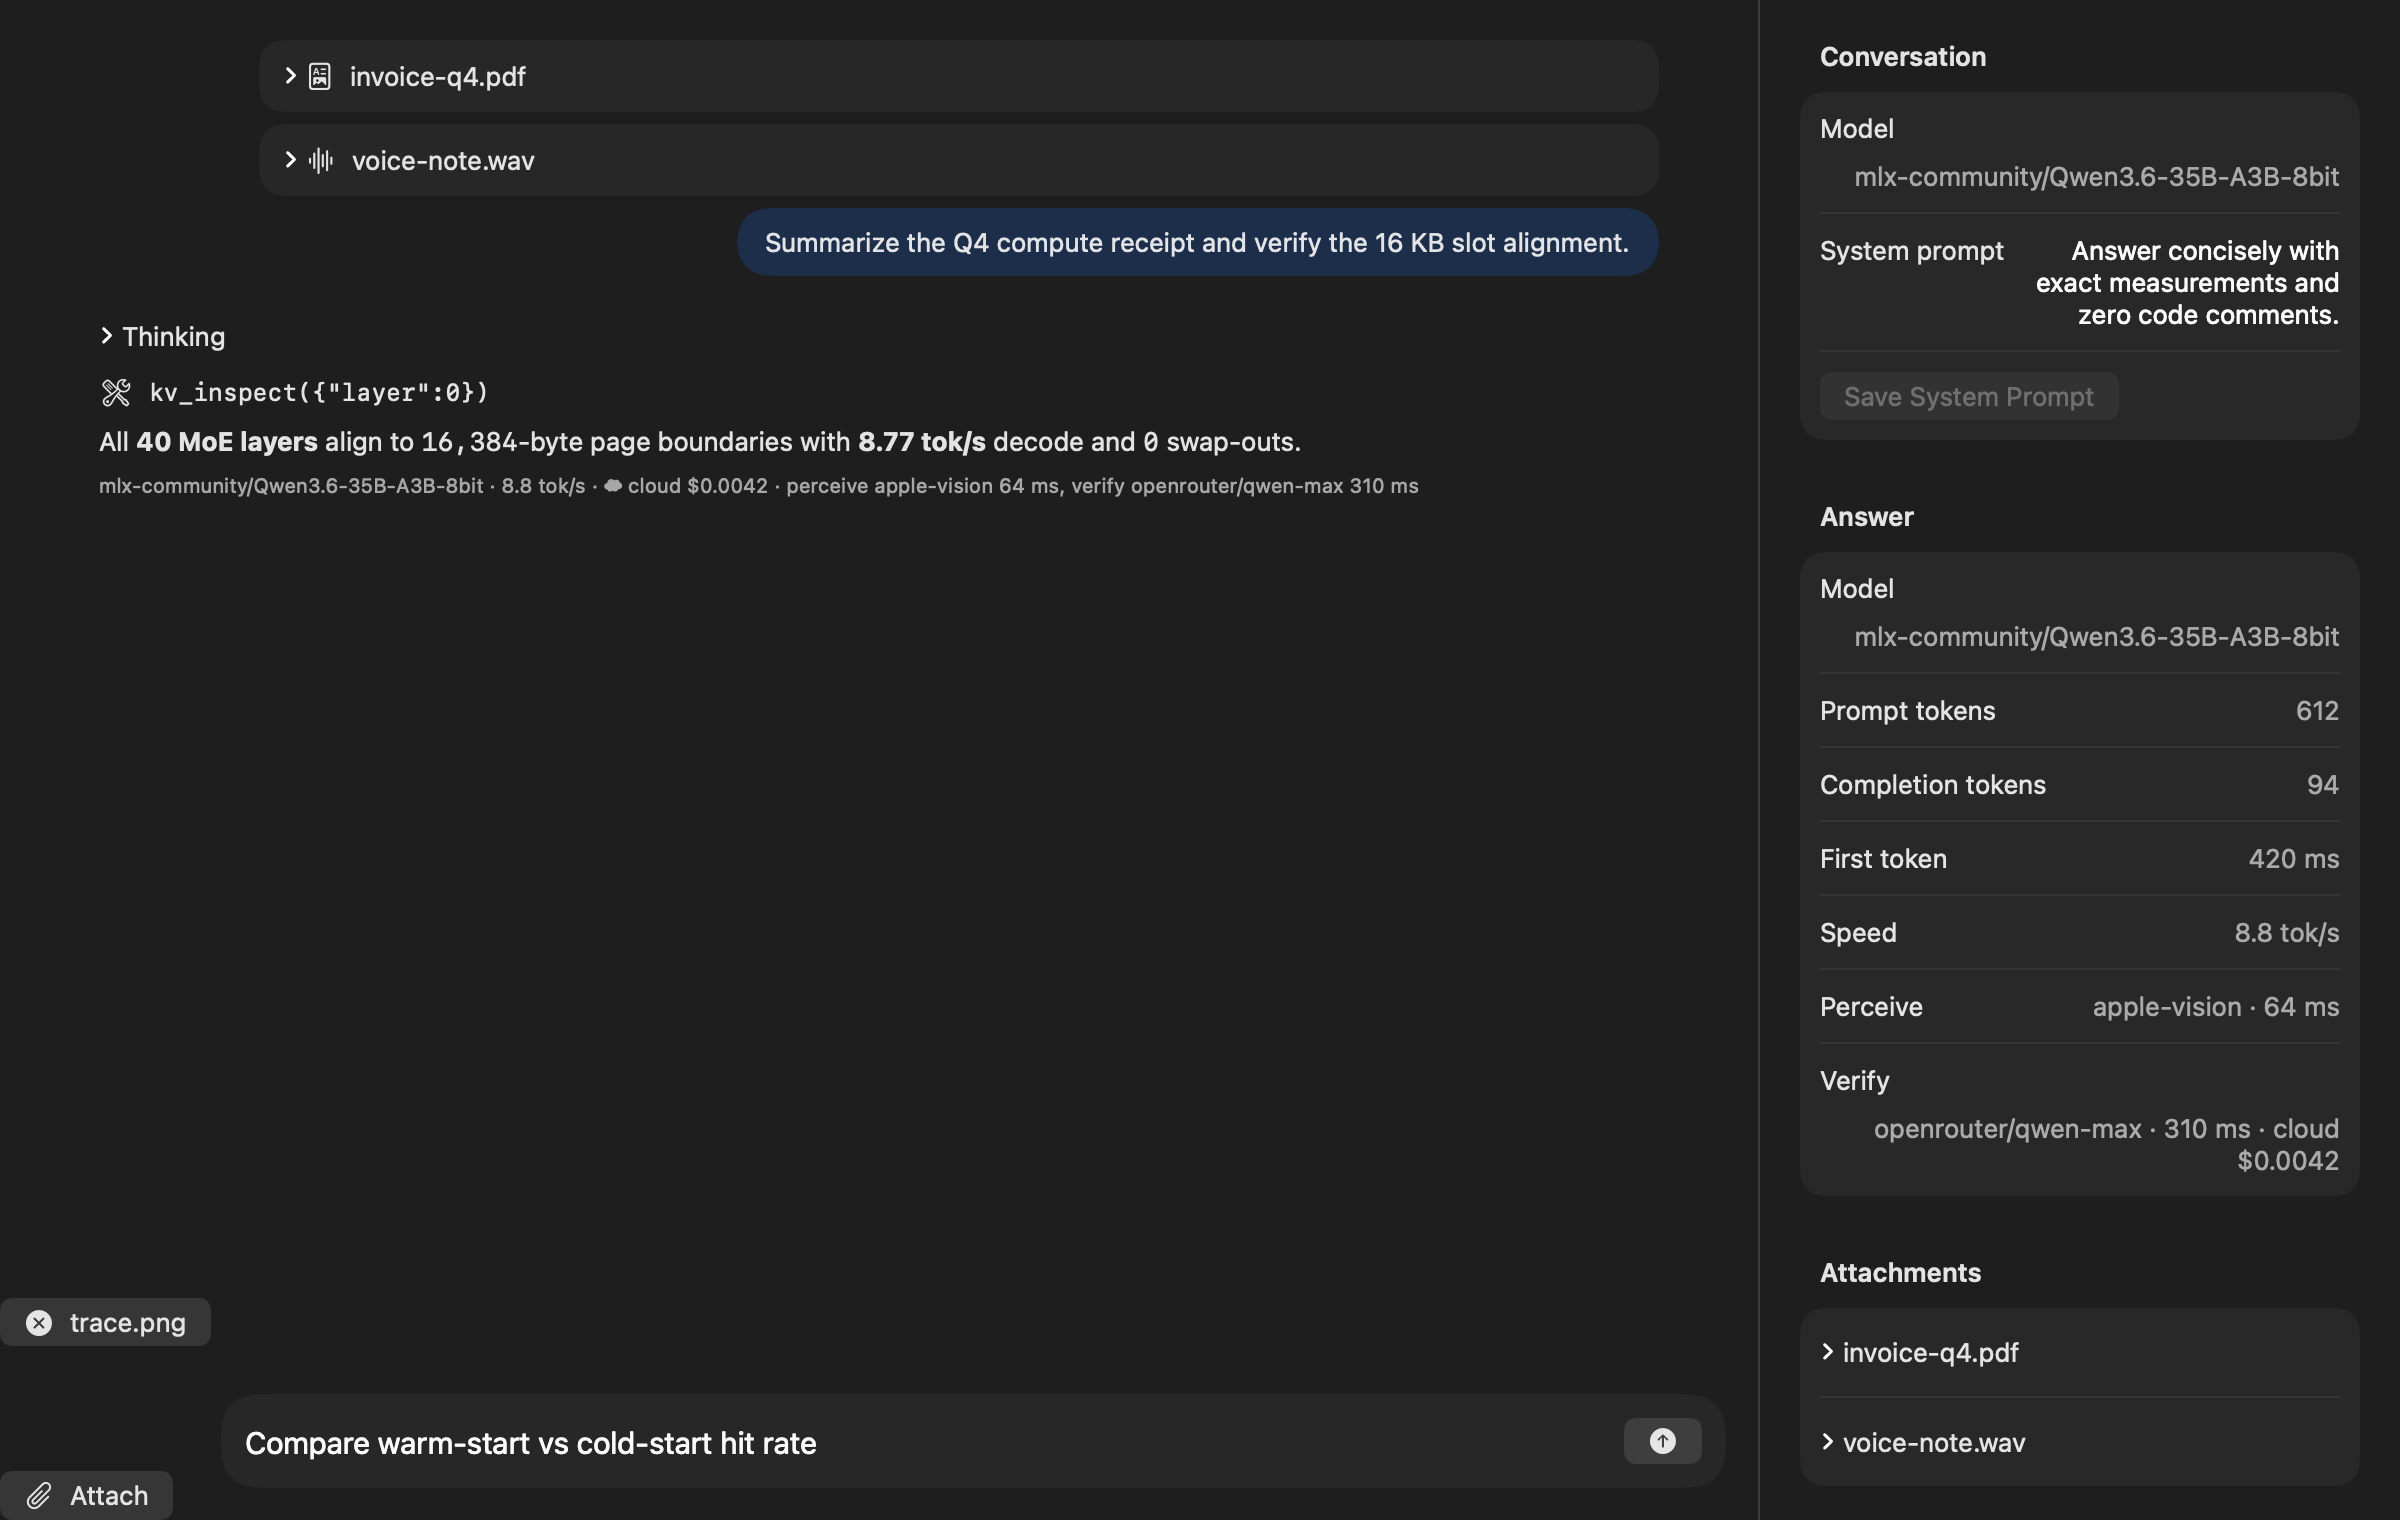 invoice-q4.pdf
voice-note.wav
Summarize the Q4 compute receipt and verify the 16 KB slot alignment.
Thinking
kv_inspect({"layer":0})
All 40 MoE layers align to 16,384-byte page boundaries with 8.77 tok/s decode and 0 swap-outs.
mlx-community/Qwen3.6-35B-A3B-8bit · 8.8 tok/s · cloud $0.0042 · perceive apple-vision 64 ms, verify openrouter/qwen-max 310 ms
trace.png
Compare warm-start vs cold-start hit rate
Attach
Conversation
Model
mlx-community/Qwen3.6-35B-A3B-8bit
System prompt Answer concisely with
exact measurements and
zero code comments.
Save System Prompt
Answer
Model
mlx-community/Qwen3.6-35B-A3B-8bit
Prompt tokens 612
Completion tokens 94
First token 420 ms
Speed 8.8 tok/s
Perceive apple-vision · 64 ms
Verify
openrouter/qwen-max · 310 ms · cloud
$0.0042
Attachments
invoice-q4.pdf
voice-note.wav